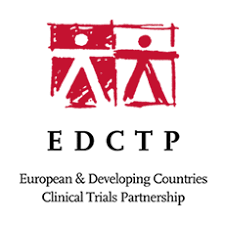 EDCTP
European & Developing Countries
Clinical Trials Partnership